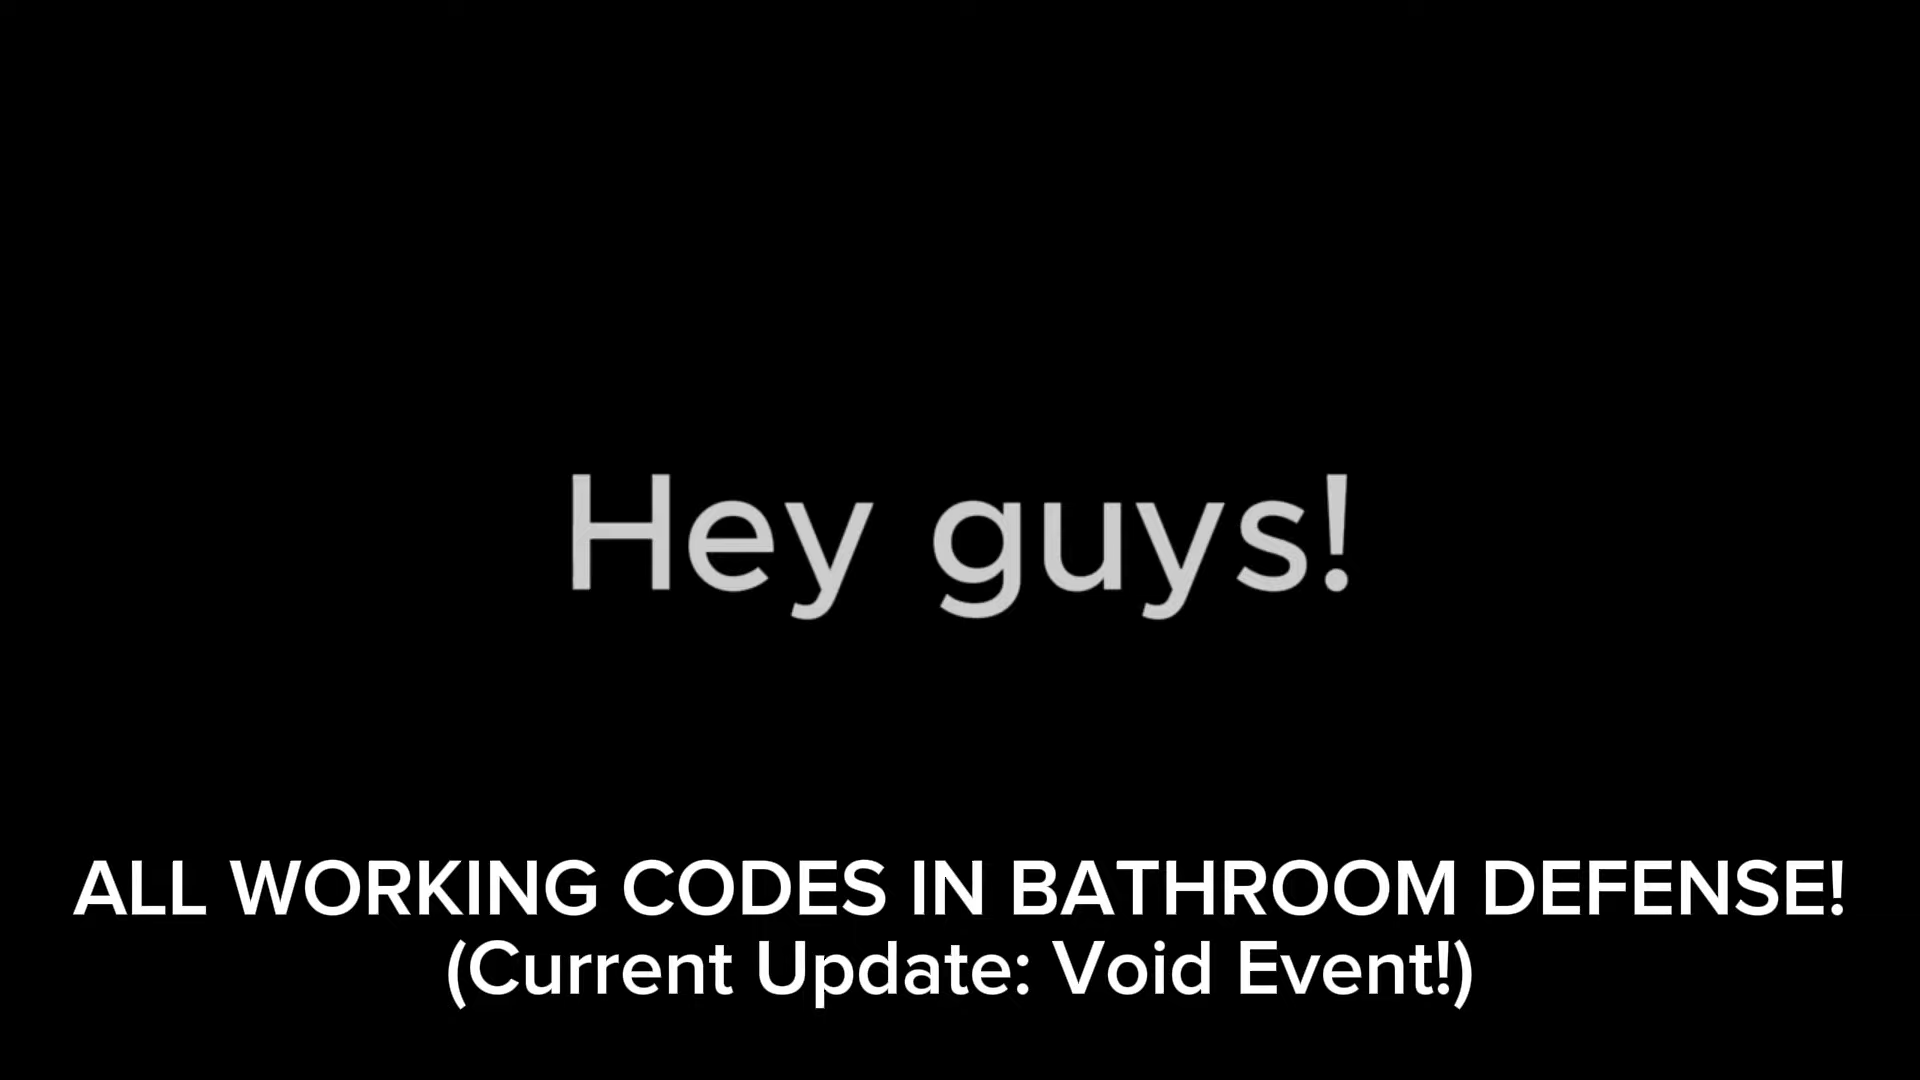 Hey guys!
ALL WORKING CODES IN BATHROOM DEFENSE!
(Current Update: Void Event!)